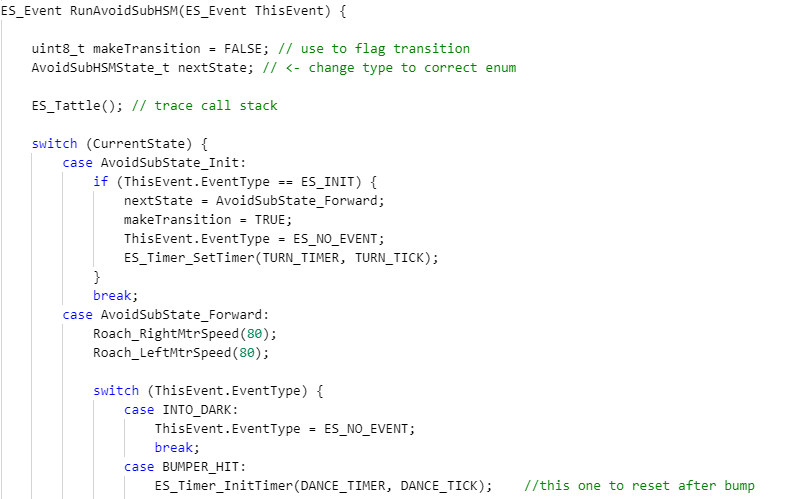 ES_Event RunAvoidSubHSM(ES_Event ThisEvent) {
uint8_t makeTransition = FALSE; // use to flag transition
AvoidSubHSMState_t nextState; // <- change type to correct enum
ES_Tattle(); // trace call stack
switch (CurrentState) {
case AvoidSubState_Init:
if (ThisEvent.EventType == ES_INIT) {
nextState = AvoidSubState_Forward;
makeTransition = TRUE;
ThisEvent.EventType = ES_NO_EVENT;
ES_Timer_SetTimer(TURN_TIMER, TURN_TICK);
}
break;
case AvoidSubState_Forward:
Roach_RightMtrSpeed(80);
Roach_LeftMtrSpeed(80);
switch (ThisEvent.EventType) {
case INTO_DARK:
ThisEvent.EventType = ES_NO_EVENT;
break;
case BUMPER_HIT:
ES_Timer_InitTimer(DANCE_TIMER, DANCE_TICK); //this one to reset after bump